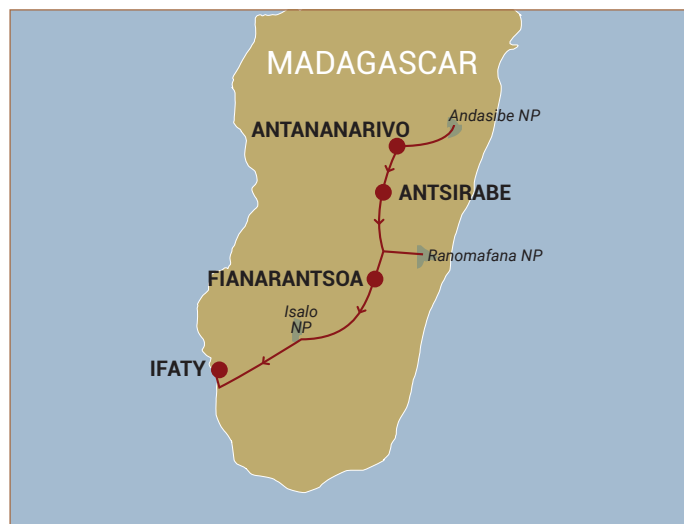 MADAGASCAR
Andasibe NP
ANTANANARIVO
ANTSIRABE
Ranomafana NP
FIANARANTSOA
Isalo
NP
IFATY